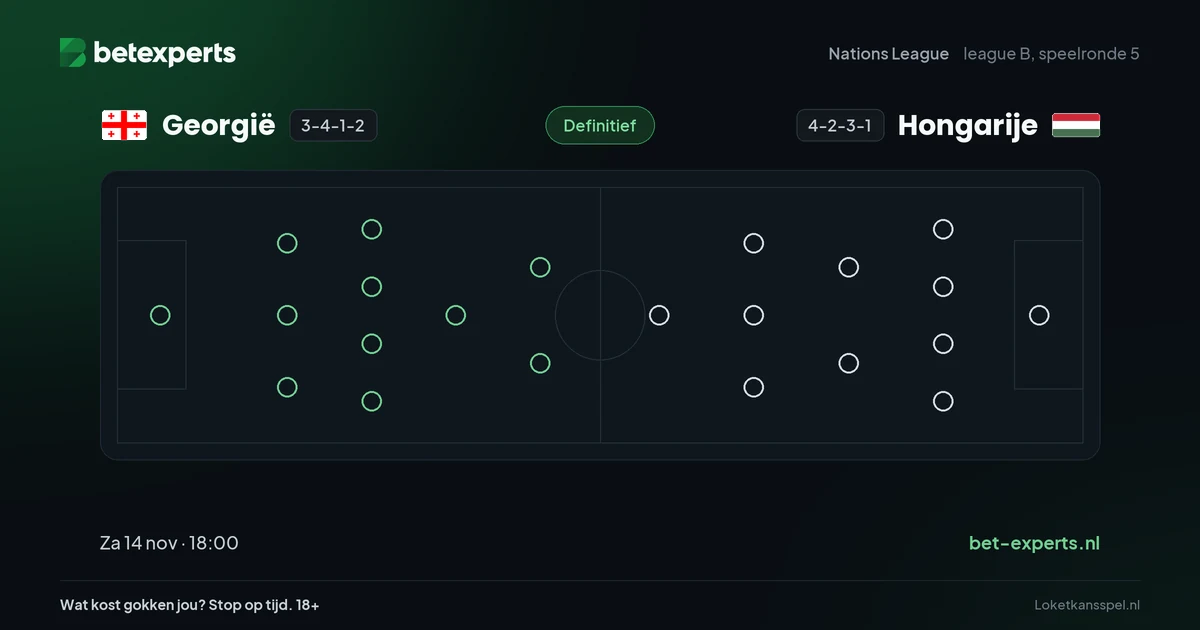 betexperts
Nations League league B, speelronde 5
Georgië 3-4-1-2 Definitief 4-2-3-1 Hongarije
Za 14 nov · 18:00
bet-experts.nl
Wat kost gokken jou? Stop op tijd. 18+
Loketkansspel.nl